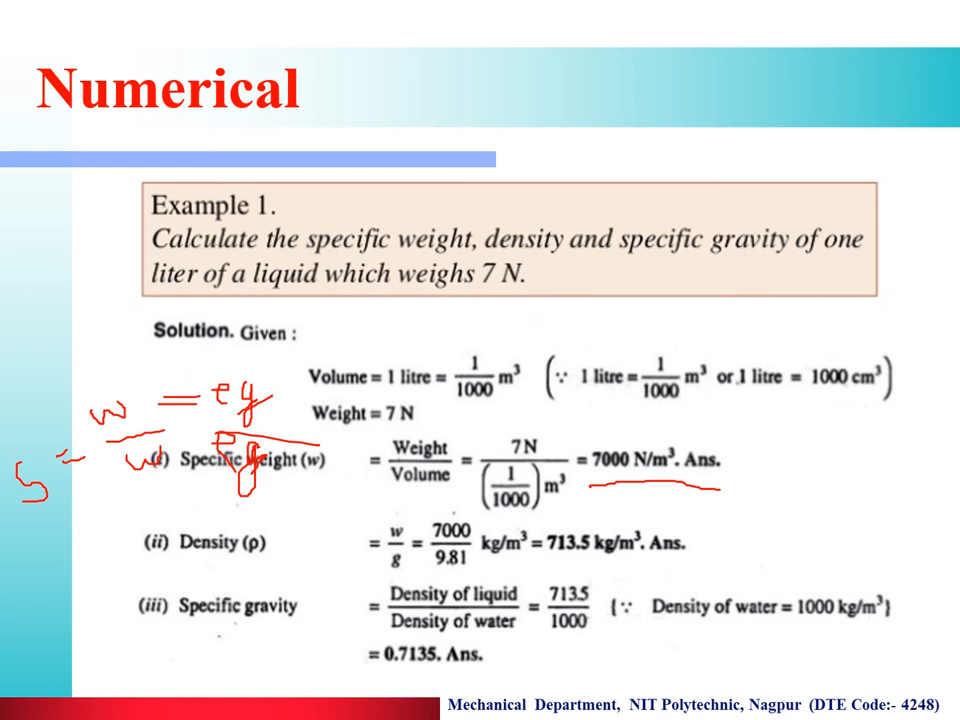 Numerical
Example 1.
Calculate the specific weight, density and specific gravity of one
liter of a liquid which weighs 7 N.
Solution. Given :
Volume = 1 litre = 1/1000 m³ (∵ 1 litre = 1/1000 m³ or 1 litre = 1000 cm³)
Weight = 7 N
(i) Specific weight (w) = Weight/Volume = 7 N/(1/1000) m³ = 7000 N/m³. Ans.
(ii) Density (ρ) = w/g = 7000/9.81 kg/m³ = 713.5 kg/m³. Ans.
(iii) Specific gravity = Density of liquid/Density of water = 713.5/1000 {∵ Density of water = 1000 kg/m³}
= 0.7135. Ans.
Mechanical Department, NIT Polytechnic, Nagpur (DTE Code:- 4248)